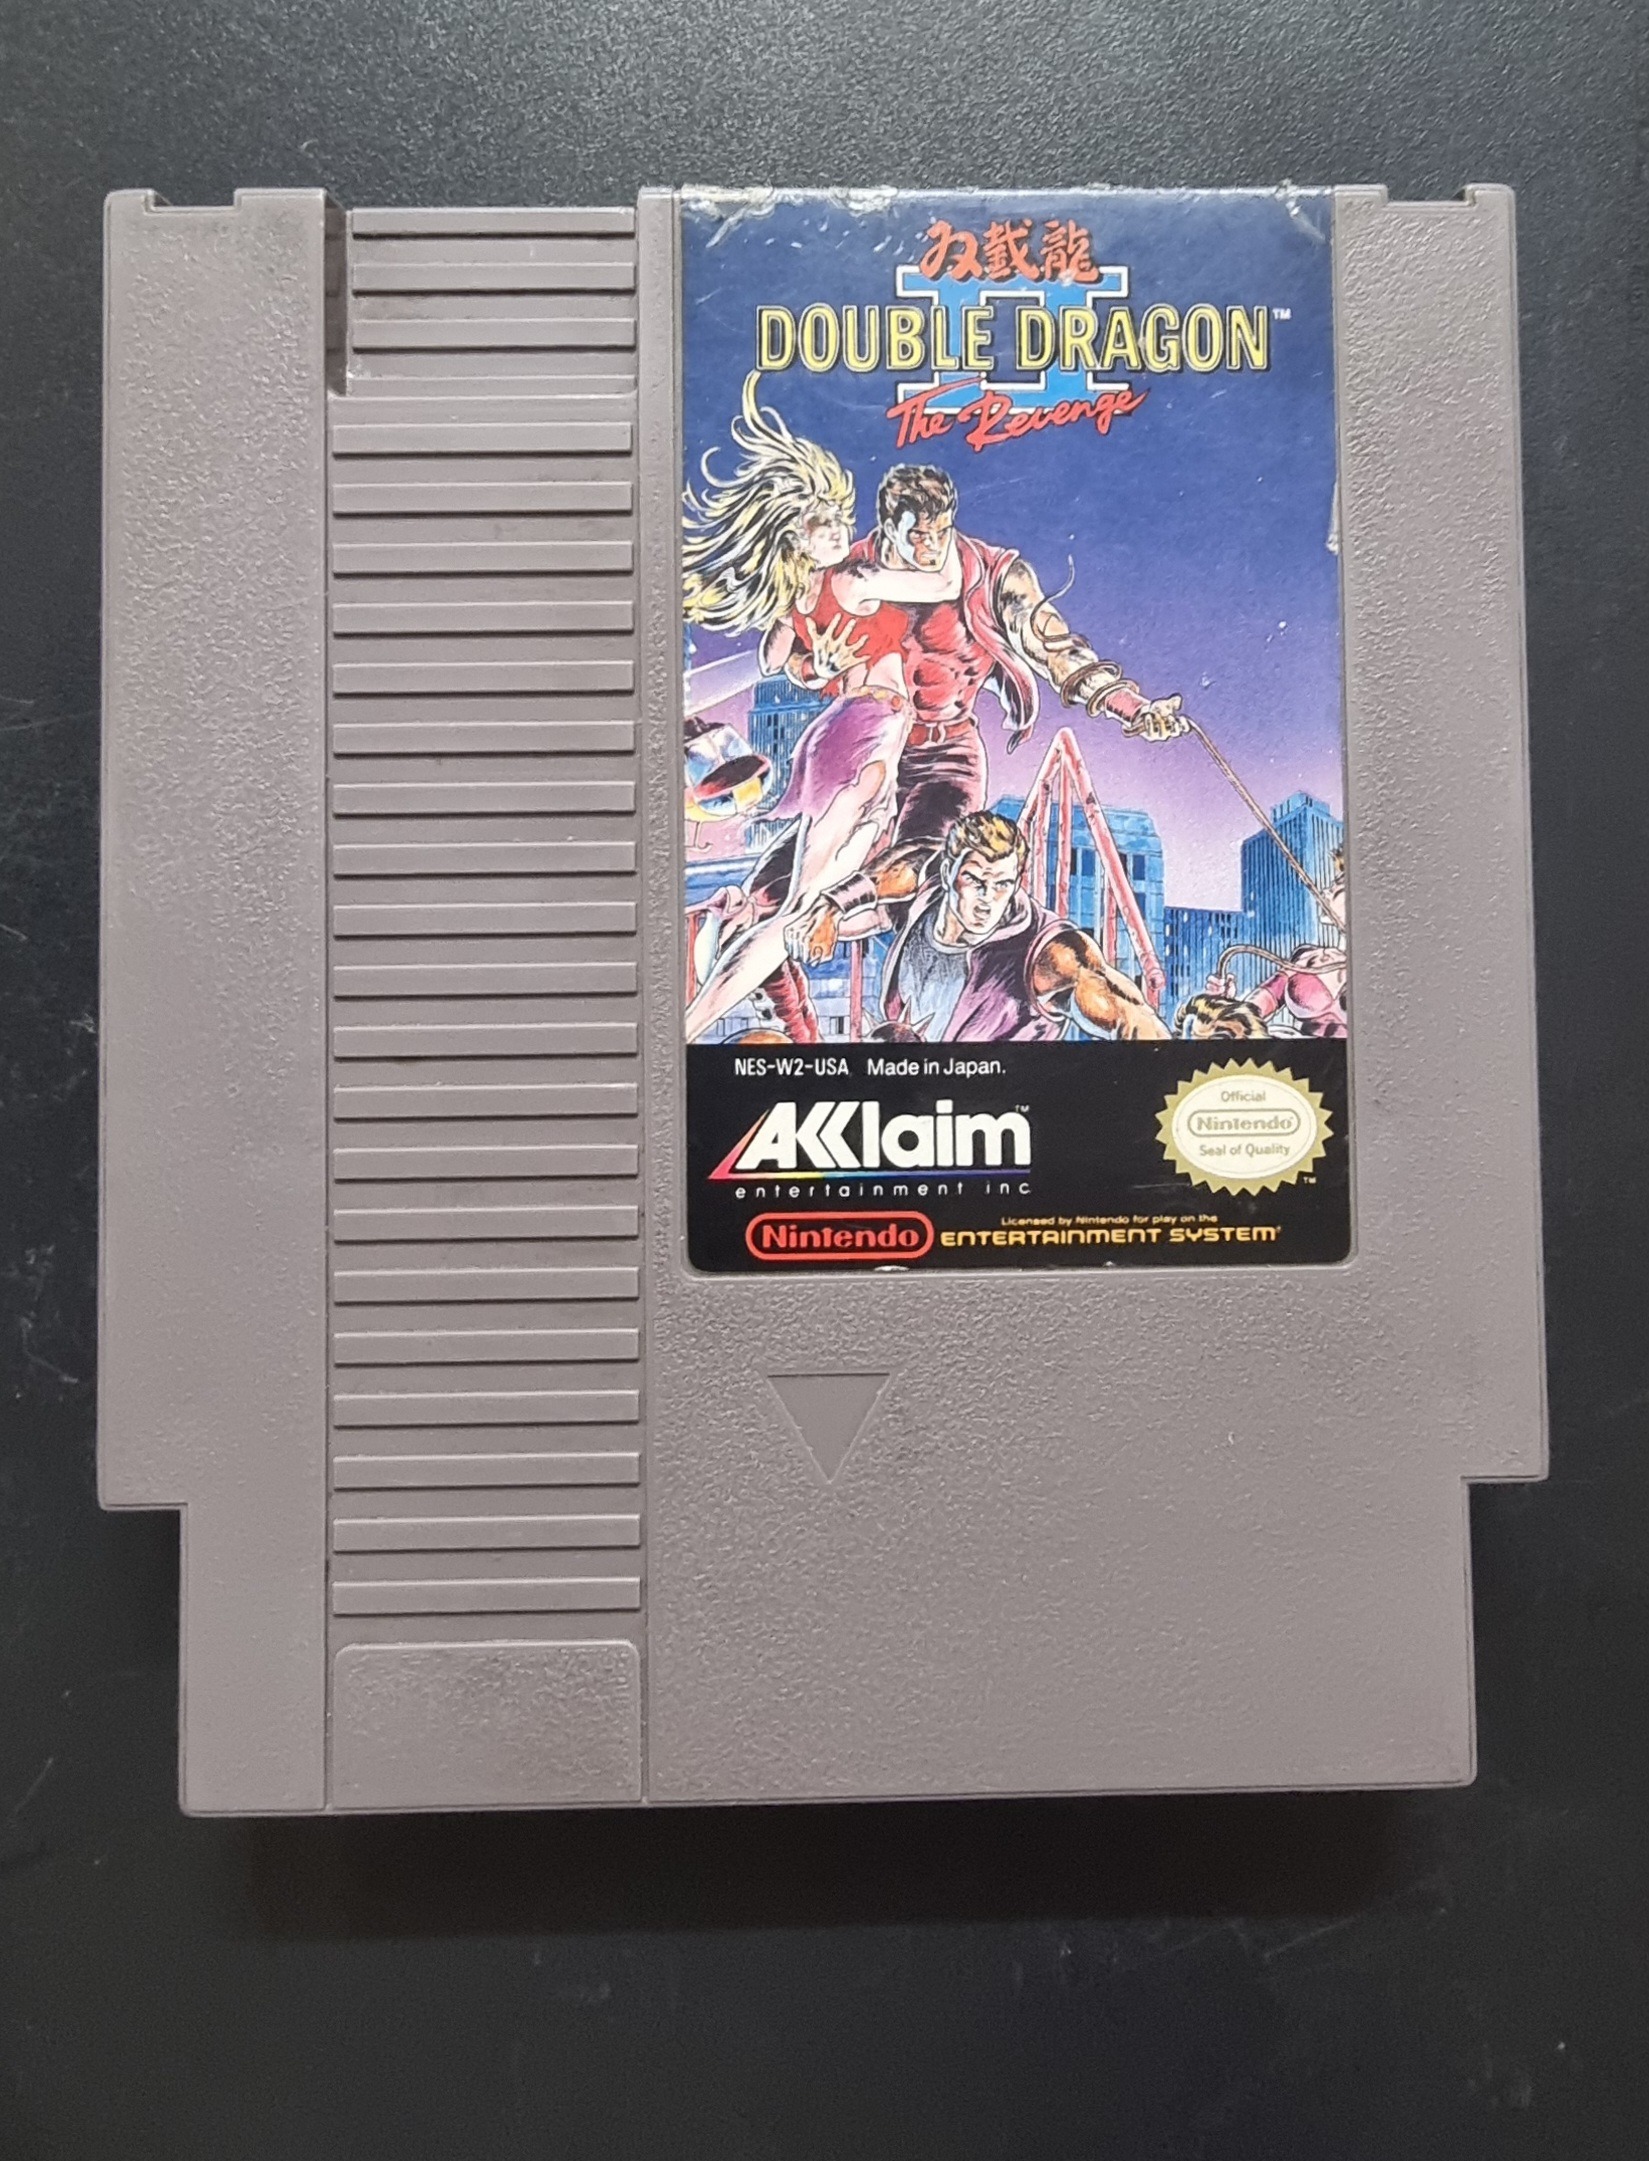 双截龍
II
DOUBLE DRAGON™
The Revenge
NES-W2-USA Made in Japan.
AKKlaim™
entertainment inc
Official
Nintendo®
Seal of Quality
TM
Licensed by Nintendo for play on the
Nintendo ENTERTAINMENT SYSTEM®